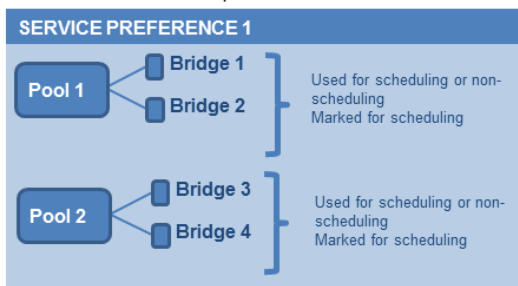 SERVICE PREFERENCE 1
Pool 1
Bridge 1
Bridge 2
Used for scheduling or non-
scheduling
Marked for scheduling
Pool 2
Bridge 3
Bridge 4
Used for scheduling or non-
scheduling
Marked for scheduling